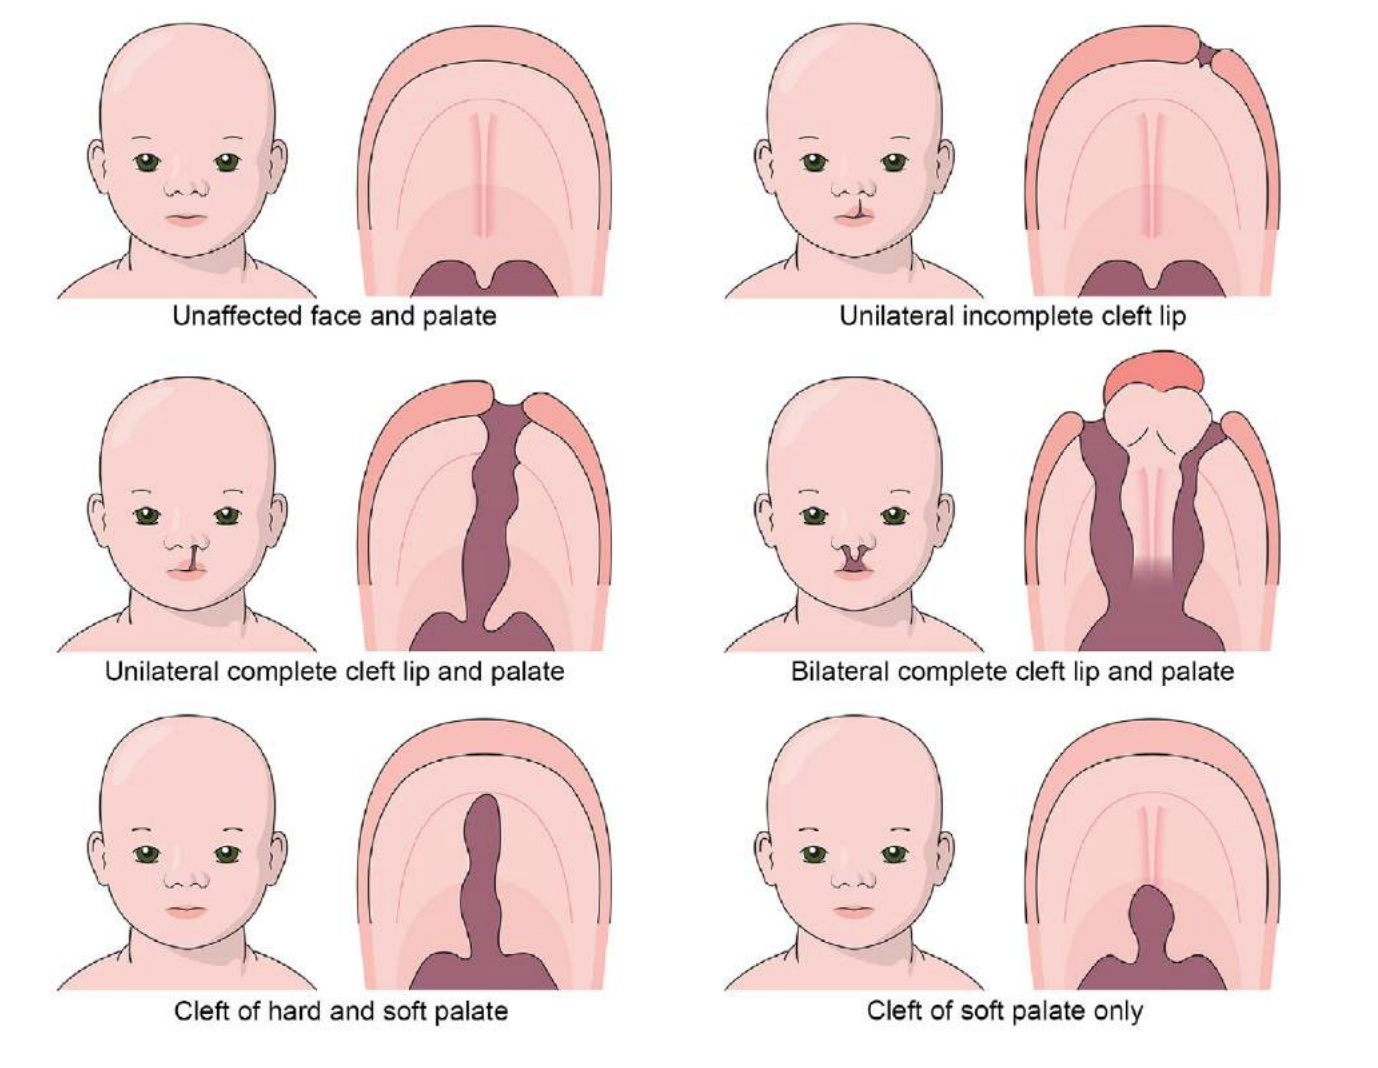 Unaffected face and palate
Unilateral incomplete cleft lip
Unilateral complete cleft lip and palate
Bilateral complete cleft lip and palate
Cleft of hard and soft palate
Cleft of soft palate only